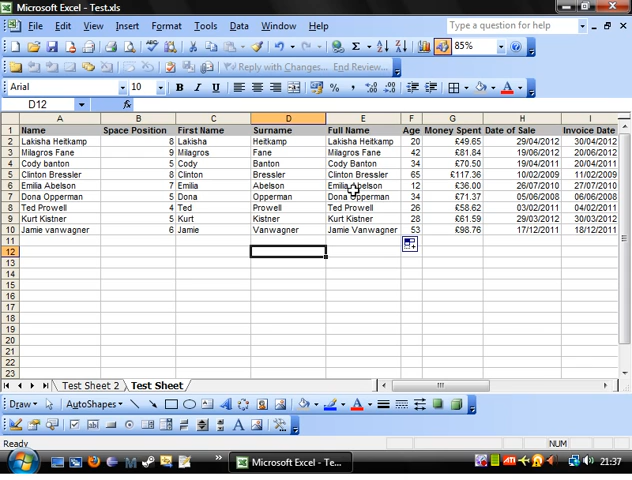 Microsoft Excel - Test.xls
File Edit View Insert Format Tools Data Window Help Type a question for help
85%
Reply with Changes... End Review...
Arial 10 B I U
D12 fx
A B C D E F G H I
1 Name Space Position First Name Surname Full Name Age Money Spent Date of Sale Invoice Date
2 Lakisha Heitkamp 8 Lakisha Heitkamp Lakisha Heitkamp 20 £49.65 29/04/2012 30/04/2012
3 Milagros Fane 9 Milagros Fane Milagros Fane 42 £81.84 19/06/2012 20/06/2012
4 Cody banton 5 Cody Banton Cody Banton 34 £70.50 19/04/2011 20/04/2011
5 Clinton Bressler 8 Clinton Bressler Clinton Bressler 65 £117.36 10/02/2009 11/02/2009
6 Emilia Abelson 7 Emilia Abelson Emilia Abelson 12 £36.00 26/07/2010 27/07/2010
7 Dona Opperman 5 Dona Opperman Dona Opperman 34 £71.37 05/06/2008 06/06/2008
8 Ted Prowell 4 Ted Prowell Ted Prowell 26 £58.62 03/02/2011 04/02/2011
9 Kurt Kistner 5 Kurt Kistner Kurt Kistner 28 £61.59 29/03/2012 30/03/2012
10 Jamie vanwagner 6 Jamie Vanwagner Jamie Vanwagner 53 £98.76 17/12/2011 18/12/2011
11
12
13
14
15
16
17
18
19
20
21
22
23
Test Sheet 2 Test Sheet
Draw AutoShapes
Ready NUM
Microsoft Excel - Te... 21:37